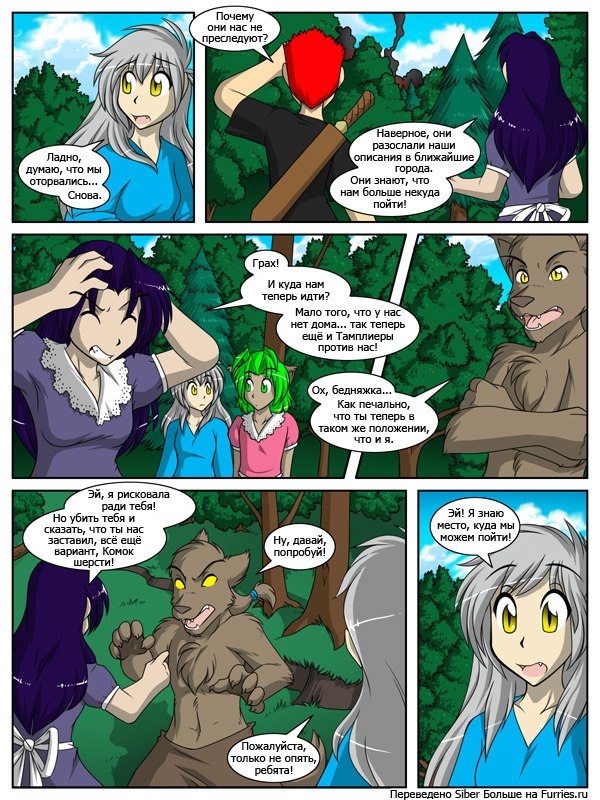 Ладно,
думаю, что мы
оторвались...
Снова.
Почему
они нас не
преследуют?
Наверное, они
разослали наши
описания в ближайшие
города.
Они знают, что
нам больше некуда
пойти!
Грах!
И куда нам
теперь идти?
Мало того, что у нас
нет дома... так теперь
ещё и Тамплиеры
против нас!
Ох, бедняжка...
Как печально,
что ты теперь в
таком же положении,
что и я.
Эй, я рисковала
ради тебя!
Но убить тебя и
сказать, что ты нас
заставил, всё ещё
вариант, Комок
шерсти!
Ну, давай,
попробуй!
Пожалуйста,
только не опять,
ребята!
Эй! Я знаю
место, куда мы
можем пойти!
Переведено Siber Больше на Furries.ru